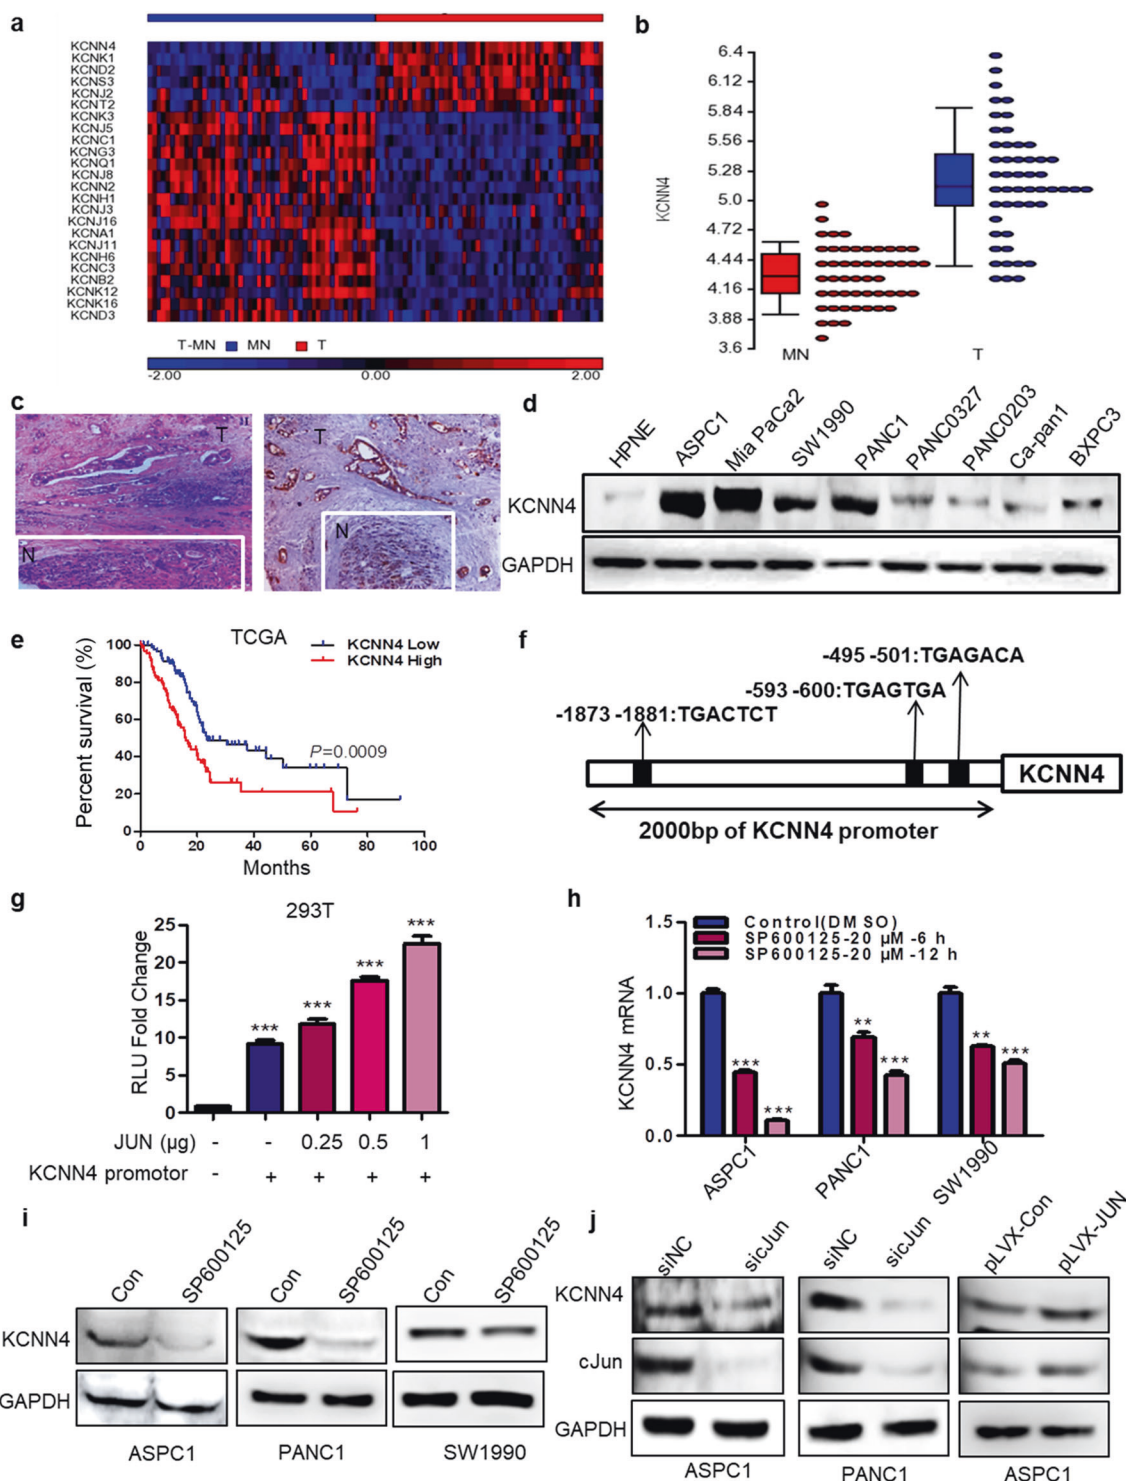 a
KCNN4
KCNK1
KCND2
KCNS3
KCNJ2
KCNT2
KCNK3
KCNJ5
KCNC1
KCNG3
KCNQ1
KCNJ8
KCNN2
KCNH1
KCNJ3
KCNJ16
KCNA1
KCNJ11
KCNH6
KCNC3
KCNB2
KCNK12
KCNK16
KCND3
T-MN MN T
-2.00 0.00 2.00
b
KCNN4
6.4
6.12
5.84
5.56
5.28
5.0
4.72
4.44
4.16
3.88
3.6
MN T
c
T
N
T
N
d
HPNE ASPC1 Mia PaCa2 SW1990 PANC1 PANC0327 PANC0203 Ca-pan1 BXPC3
KCNN4
GAPDH
e
TCGA
KCNN4 Low
KCNN4 High
P=0.0009
Percent survival (%)
100
80
60
40
20
0
0 20 40 60 80 100
Months
f
-495 -501:TGAGACA
-593 -600:TGAGTGA
-1873 -1881:TGACTCT
KCNN4
2000bp of KCNN4 promoter
g
293T
RLU Fold Change
25
20
15
10
5
0
*** *** *** ***
JUN (μg) - - 0.25 0.5 1
KCNN4 promotor - + + + +
h
Control(DM SO)
SP600125-20 μM -6 h
SP600125-20 μM -12 h
KCNN4 mRNA
1.5
1.0
0.5
0.0
*** *** ** *** ** ***
ASPC1 PANC1 SW1990
i
Con SP600125 Con SP600125 Con SP600125
KCNN4
GAPDH
ASPC1 PANC1 SW1990
j
siNC sicJun siNC sicJun pLVX-Con pLVX-JUN
KCNN4
cJun
GAPDH
ASPC1 PANC1 ASPC1